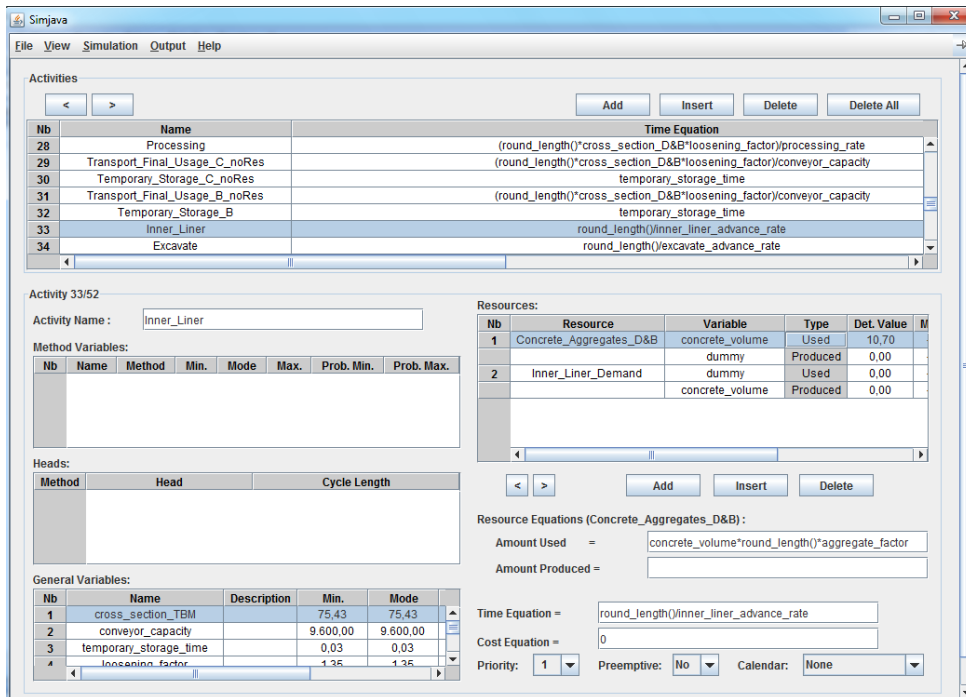 Simjava
File View Simulation Output Help
Activities
< > Add Insert Delete Delete All
Nb Name Time Equation
28 Processing (round_length()*cross_section_D&B*loosening_factor)/processing_rate
29 Transport_Final_Usage_C_noRes (round_length()*cross_section_D&B*loosening_factor)/conveyor_capacity
30 Temporary_Storage_C_noRes temporary_storage_time
31 Transport_Final_Usage_B_noRes (round_length()*cross_section_D&B*loosening_factor)/conveyor_capacity
32 Temporary_Storage_B temporary_storage_time
33 Inner_Liner round_length()/inner_liner_advance_rate
34 Excavate round_length()/excavate_advance_rate
Activity 33/52
Activity Name : Inner_Liner
Method Variables:
Nb Name Method Min. Mode Max. Prob. Min. Prob. Max.
Heads:
Method Head Cycle Length
General Variables:
Nb Name Description Min. Mode
1 cross_section_TBM 75,43 75,43
2 conveyor_capacity 9.600,00 9.600,00
3 temporary_storage_time 0,03 0,03
4 loosening_factor 1,35 1,35
Resources:
Nb Resource Variable Type Det. Value M
1 Concrete_Aggregates_D&B concrete_volume Used 10,70
dummy Produced 0,00
2 Inner_Liner_Demand dummy Used 0,00
concrete_volume Produced 0,00
< > Add Insert Delete
Resource Equations (Concrete_Aggregates_D&B) :
Amount Used = concrete_volume*round_length()*aggregate_factor
Amount Produced =
Time Equation = round_length()/inner_liner_advance_rate
Cost Equation = 0
Priority: 1 Preemptive: No Calendar: None